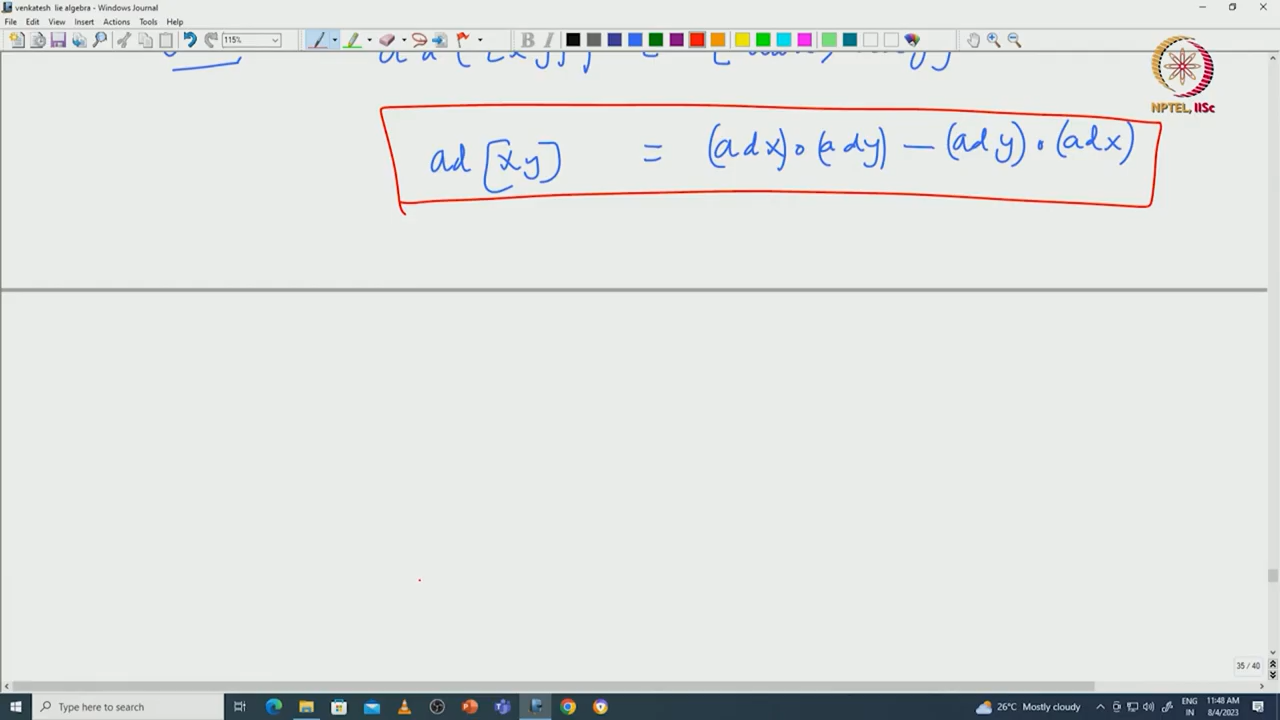 venkatesh lie algebra - Windows Journal
File Edit View Insert Actions Tools Help
115%
B I
NPTEL, IISc
ad [xy] = (ad x) ∘ (ad y) — (ad y) ∘ (ad x)
35 / 40
Type here to search
26°C Mostly cloudy
ENG
IN
11:48 AM
8/4/2023